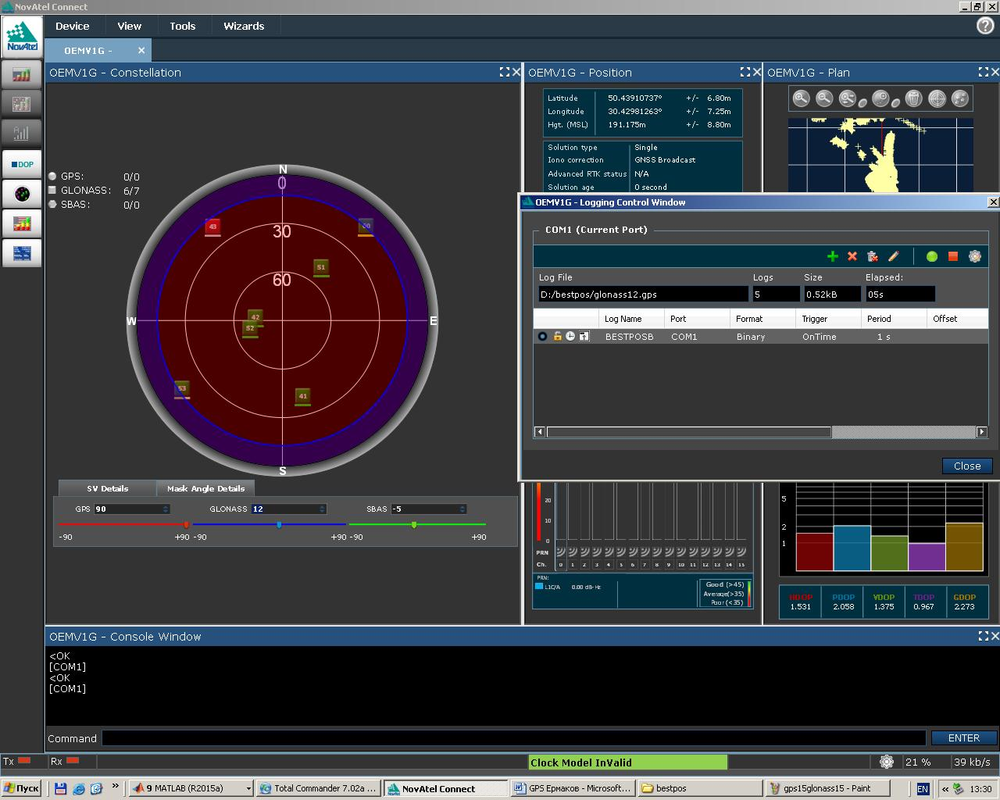 NovAtel Connect
NovAtel
Device View Tools Wizards
OEMV1G -
DOP
OEMV1G - Constellation
GPS: 0/0
GLONASS: 6/7
SBAS: 0/0
N
0
30
60
W
E
S
43
60
51
42
52
53
41
SV Details Mask Angle Details
GPS 90 GLONASS 12 SBAS -5
-90 +90 -90 +90 -90 +90
OEMV1G - Position
Latitude 50.43910737° +/- 6.80m
Longitude 30.42981263° +/- 7.25m
Hgt. (MSL) 191.175m +/- 8.80m
Solution type Single
Iono correction GNSS Broadcast
Advanced RTK status N/A
Solution age 0 second
OEMV1G - Plan
OEMV1G - Logging Control Window
COM1 (Current Port)
Log File Logs Size Elapsed:
D:/bestpos/glonass12.gps 5 0.52kB 05s
Log Name Port Format Trigger Period Offset
BESTPOSB COM1 Binary OnTime 1 s
Close
20
10
0
PRN
Ch. 0 1 2 3 4 5 6 7 8 9 10 11 12 13 14 15
PRN:
L1C/A 0.00 dB-Hz
Good (>45)
Average(>35)
Poor (<35)
5
2
1
HDOP PDOP VDOP TDOP GDOP
1.531 2.058 1.375 0.967 2.273
OEMV1G - Console Window
<OK
[COM1]
<OK
[COM1]
Command ENTER
Tx Rx Clock Model InValid 21 % 39 kb/s
Пуск » 9 MATLAB (R2015a) Total Commander 7.02a ... NovAtel Connect GPS Ермаков - Microsoft... bestpos gps15glonass15 - Paint EN « 13:30